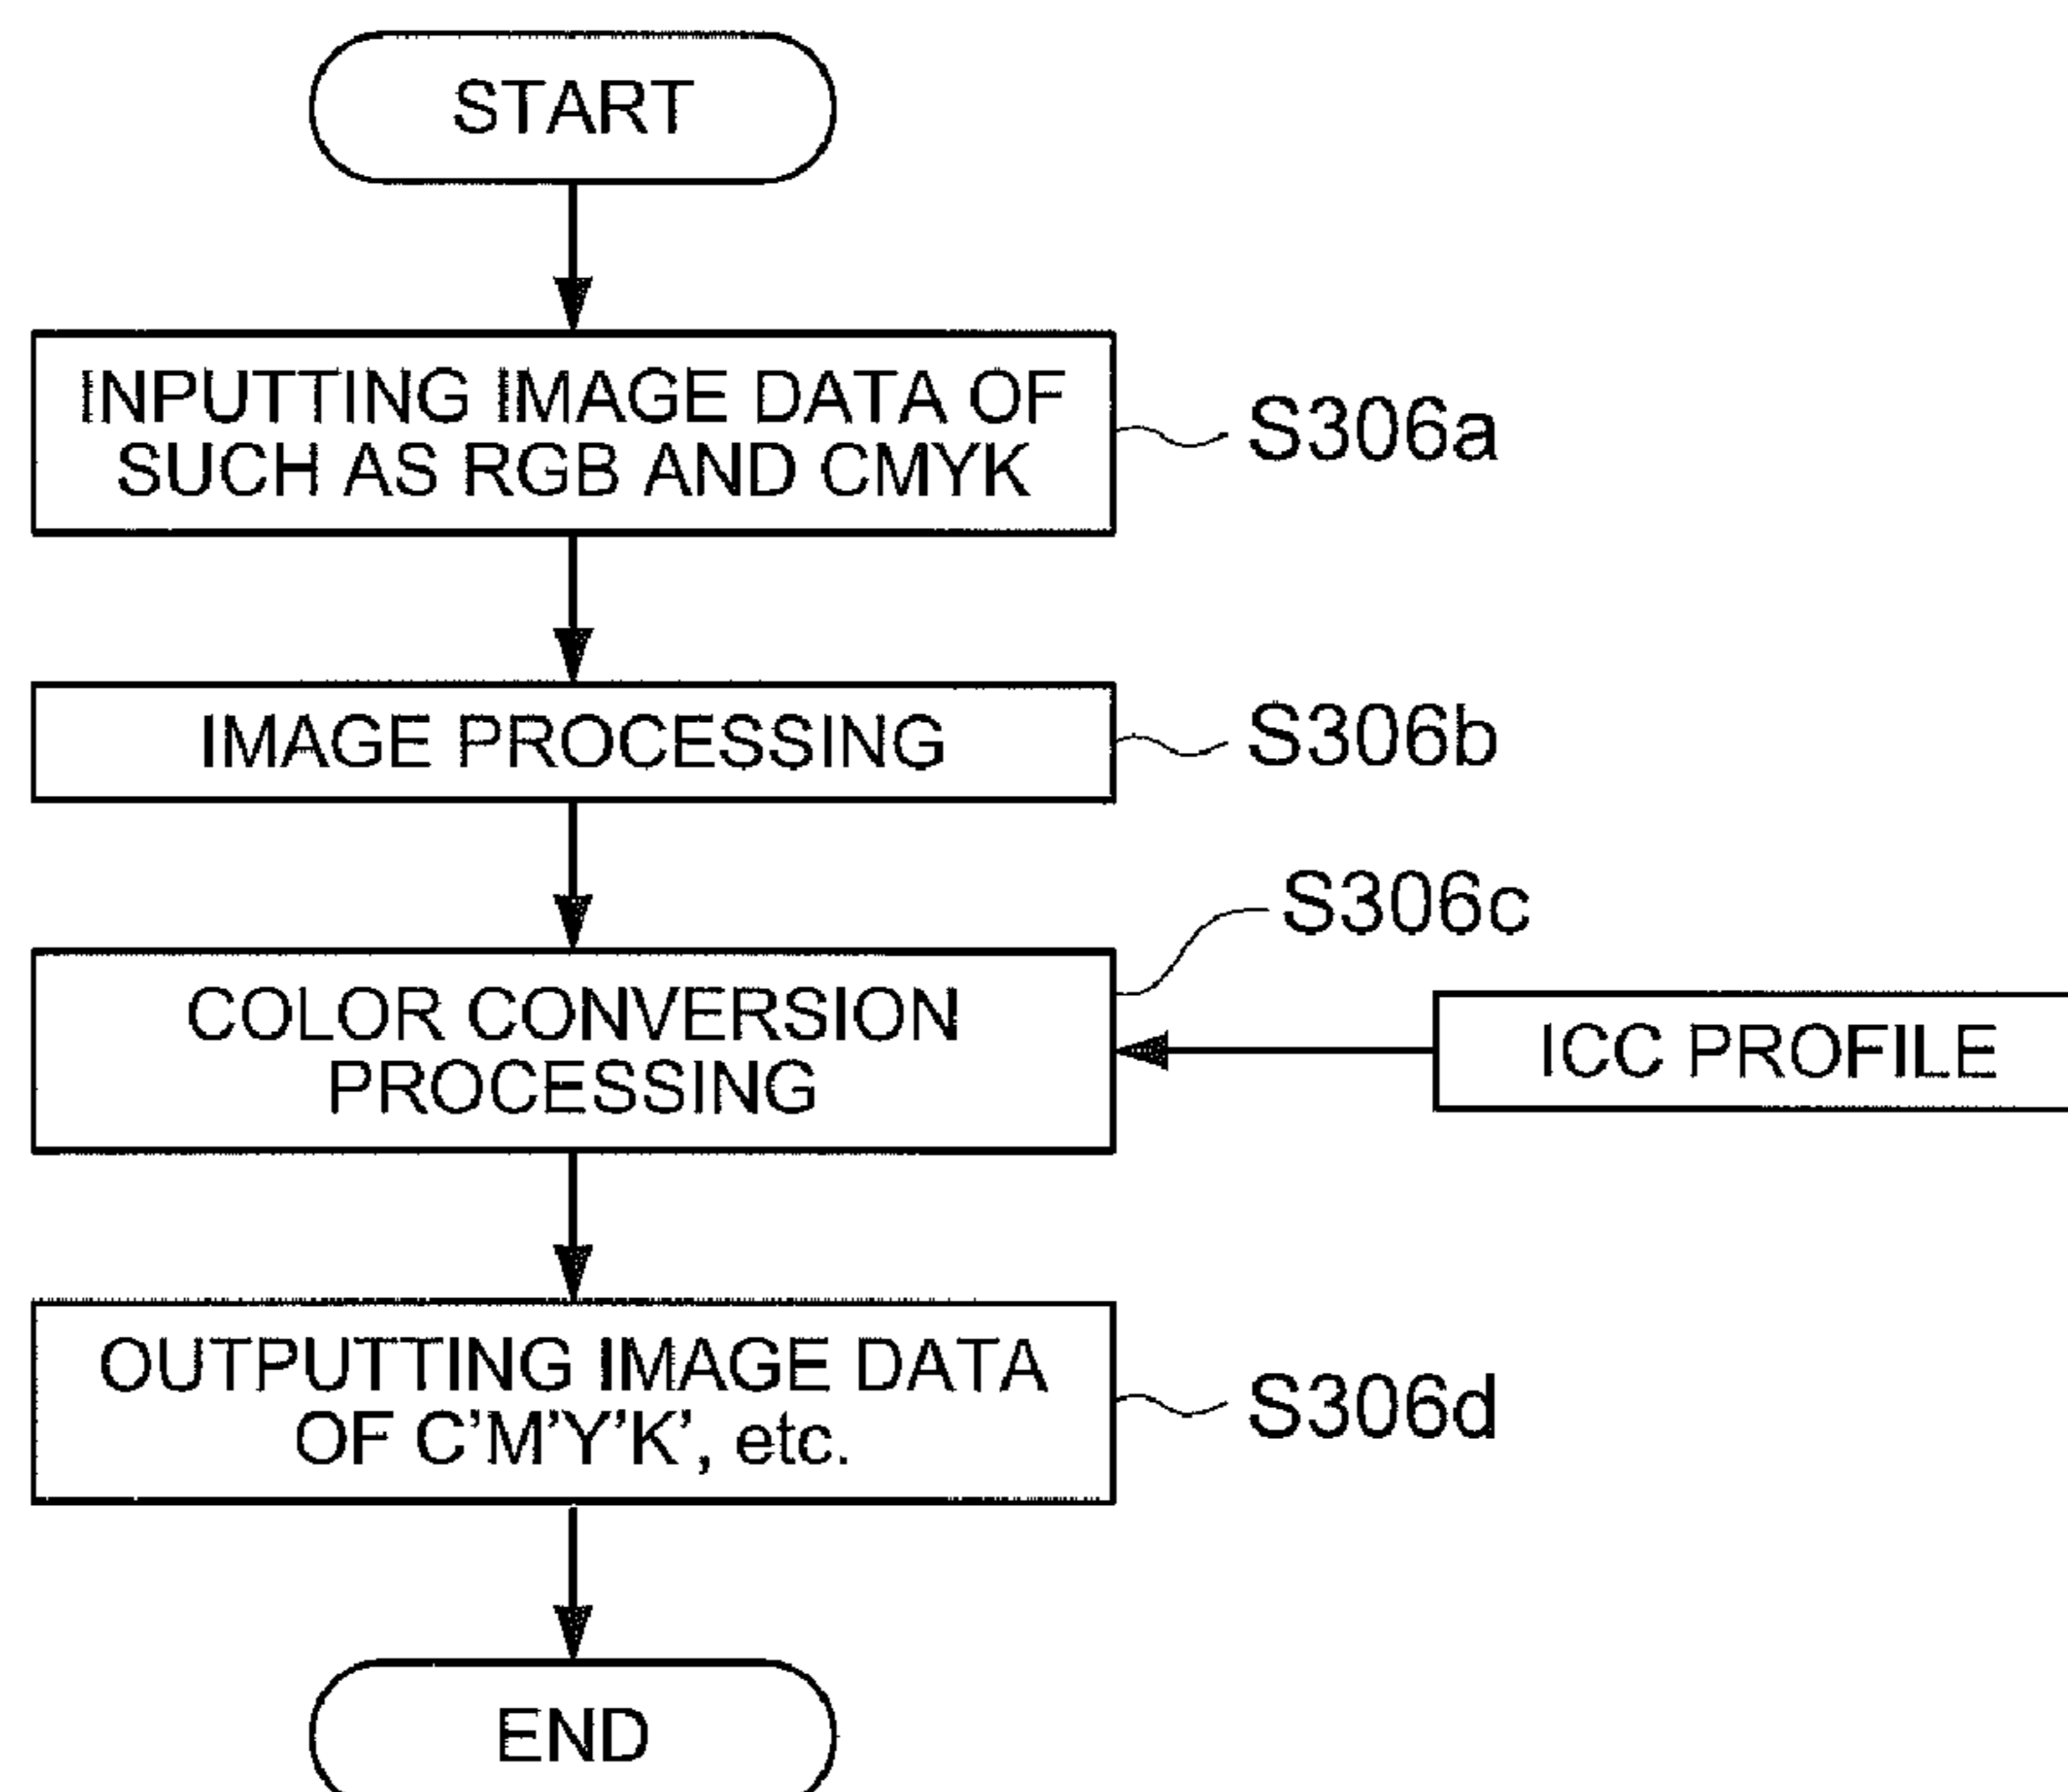 START
INPUTTING IMAGE DATA OF
SUCH AS RGB AND CMYK
S306a
IMAGE PROCESSING
S306b
S306c
COLOR CONVERSION
PROCESSING
ICC PROFILE
OUTPUTTING IMAGE DATA
OF C’M’Y’K’, etc.
S306d
END